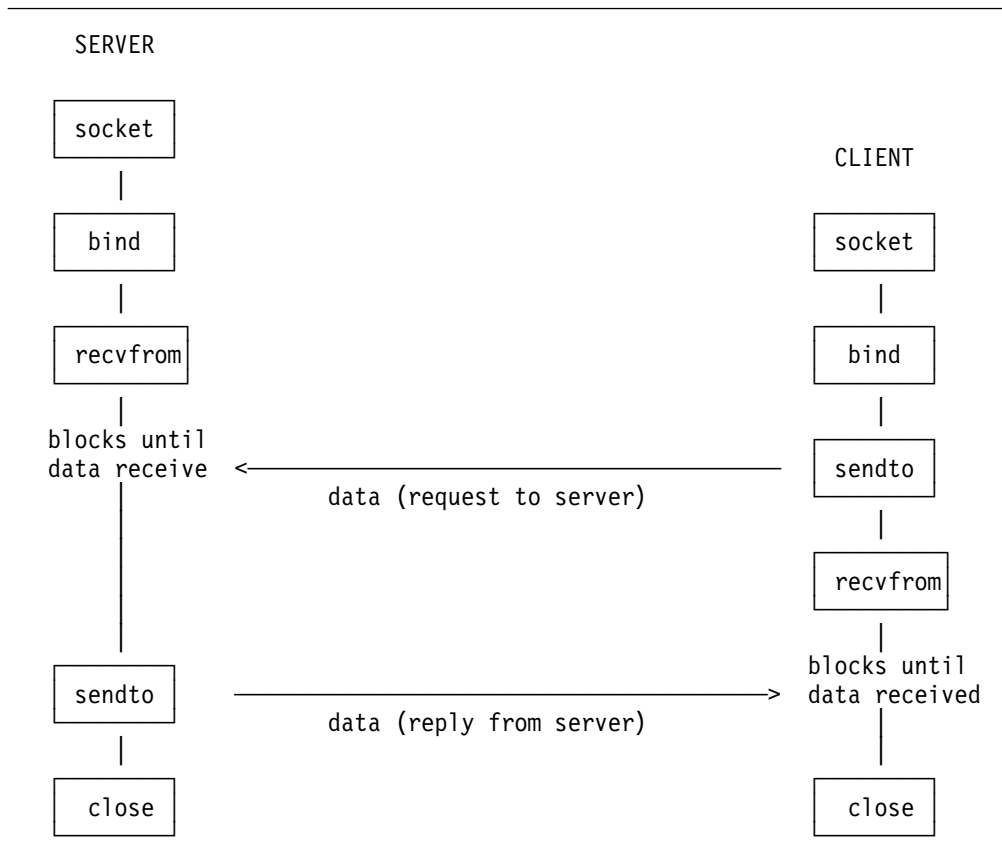 SERVER
socket
CLIENT
bind
socket
recvfrom
bind
blocks until
data receive
sendto
data (request to server)
recvfrom
blocks until
sendto
data received
data (reply from server)
close
close